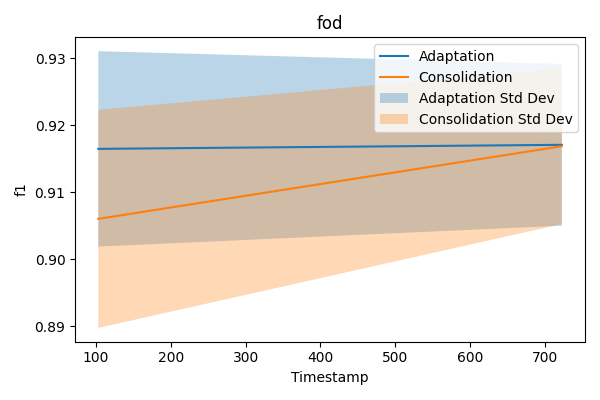 fod
Adaptation
Consolidation
Adaptation Std Dev
Consolidation Std Dev
f1
0.93
0.92
0.91
0.90
0.89
100 200 300 400 500 600 700
Timestamp